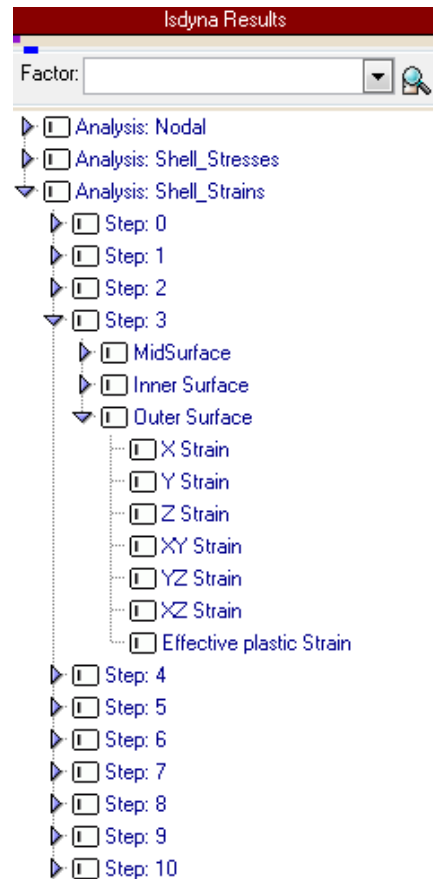 lsdyna Results
Factor:
Analysis: Nodal
Analysis: Shell_Stresses
Analysis: Shell_Strains
Step: 0
Step: 1
Step: 2
Step: 3
MidSurface
Inner Surface
Outer Surface
X Strain
Y Strain
Z Strain
XY Strain
YZ Strain
XZ Strain
Effective plastic Strain
Step: 4
Step: 5
Step: 6
Step: 7
Step: 8
Step: 9
Step: 10